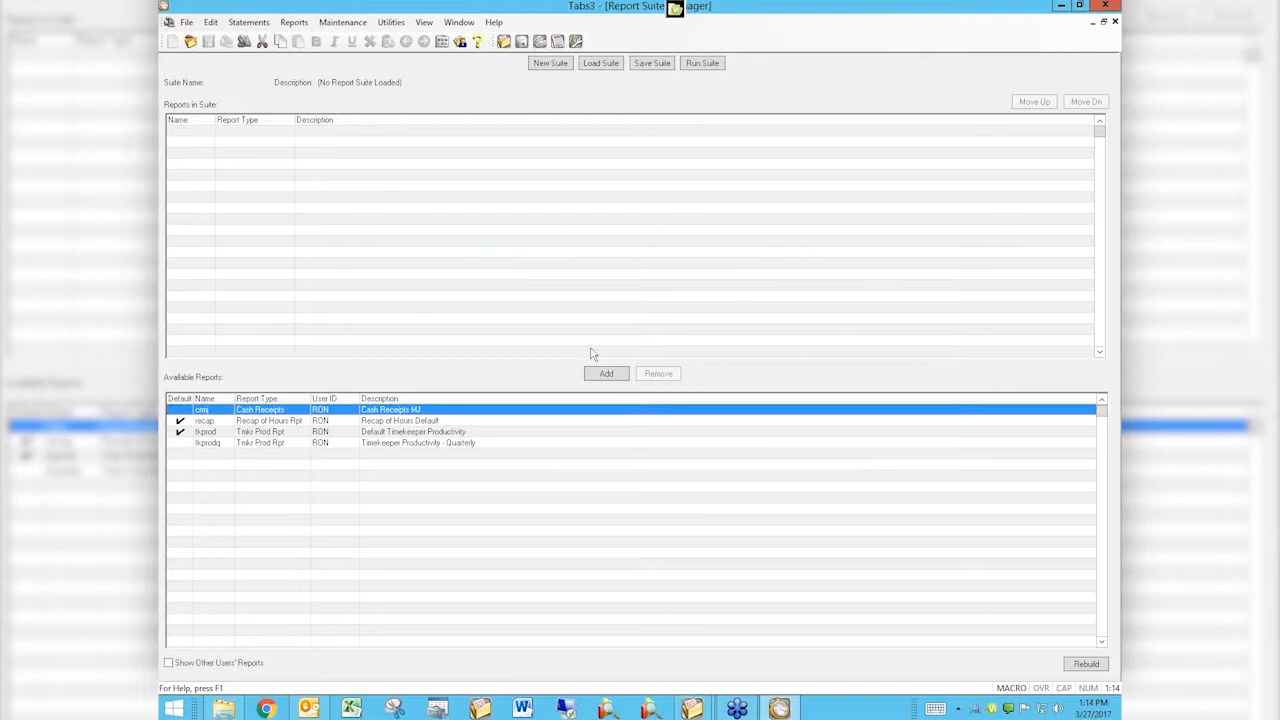 Tabs3 - [Report Suite ager]
File Edit Statements Reports Maintenance Utilities View Window Help
New Suite Load Suite Save Suite Run Suite
Suite Name: Description: (No Report Suite Loaded)
Reports in Suite: Move Up Move Dn
Name Report Type Description
Add Remove
Available Reports:
Default Name Report Type User ID Description
crmj Cash Receipts RON Cash Receipts MJ
recap Recap of Hours Rpt RON Recap of Hours Default
tkprod Tmkr Prod Rpt RON Default Timekeeper Productivity
tkprodq Tmkr Prod Rpt RON Timekeeper Productivity - Quarterly
Show Other Users' Reports Rebuild
For Help, press F1 MACRO OVR CAP NUM 1:14
1:14 PM
3/27/2017